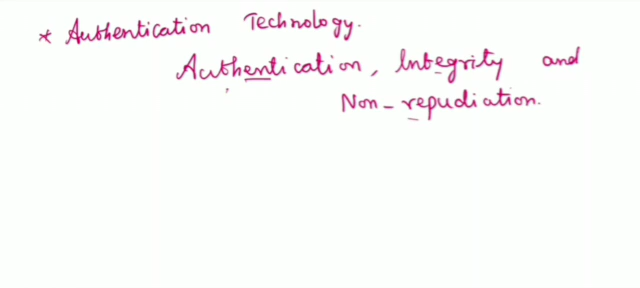 * Authentication Technology.
Authentication, Integrity and
Non-repudiation.